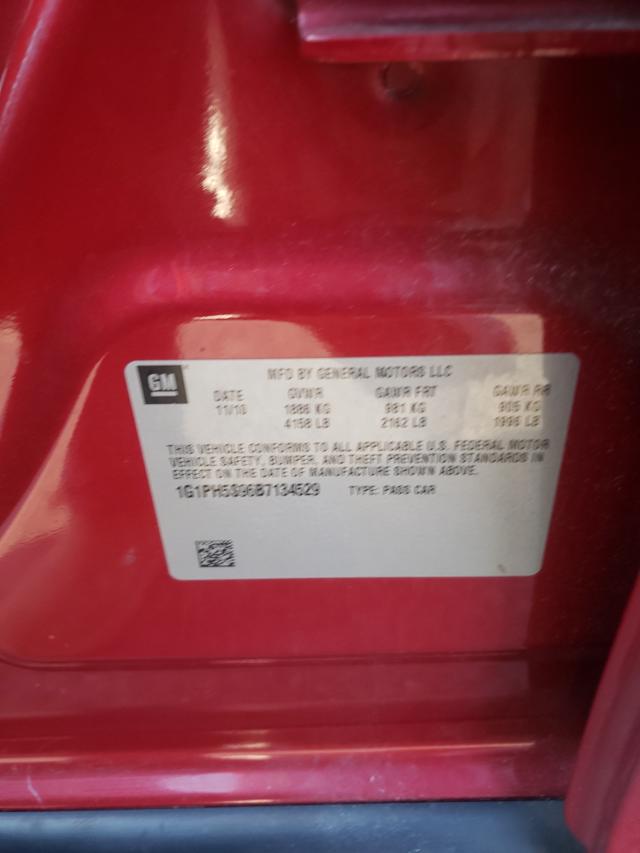 GM
MFD BY GENERAL MOTORS LLC
DATE GVWR GAWR FRT GAWR RR
11/10 1886 KG 981 KG 905 KG
4158 LB 2162 LB 1996 LB
THIS VEHICLE CONFORMS TO ALL APPLICABLE U.S. FEDERAL MOTOR
VEHICLE SAFETY, BUMPER, AND THEFT PREVENTION STANDARDS IN
EFFECT ON THE DATE OF MANUFACTURE SHOWN ABOVE.
1G1PH5S96B7134529 TYPE: PASS CAR